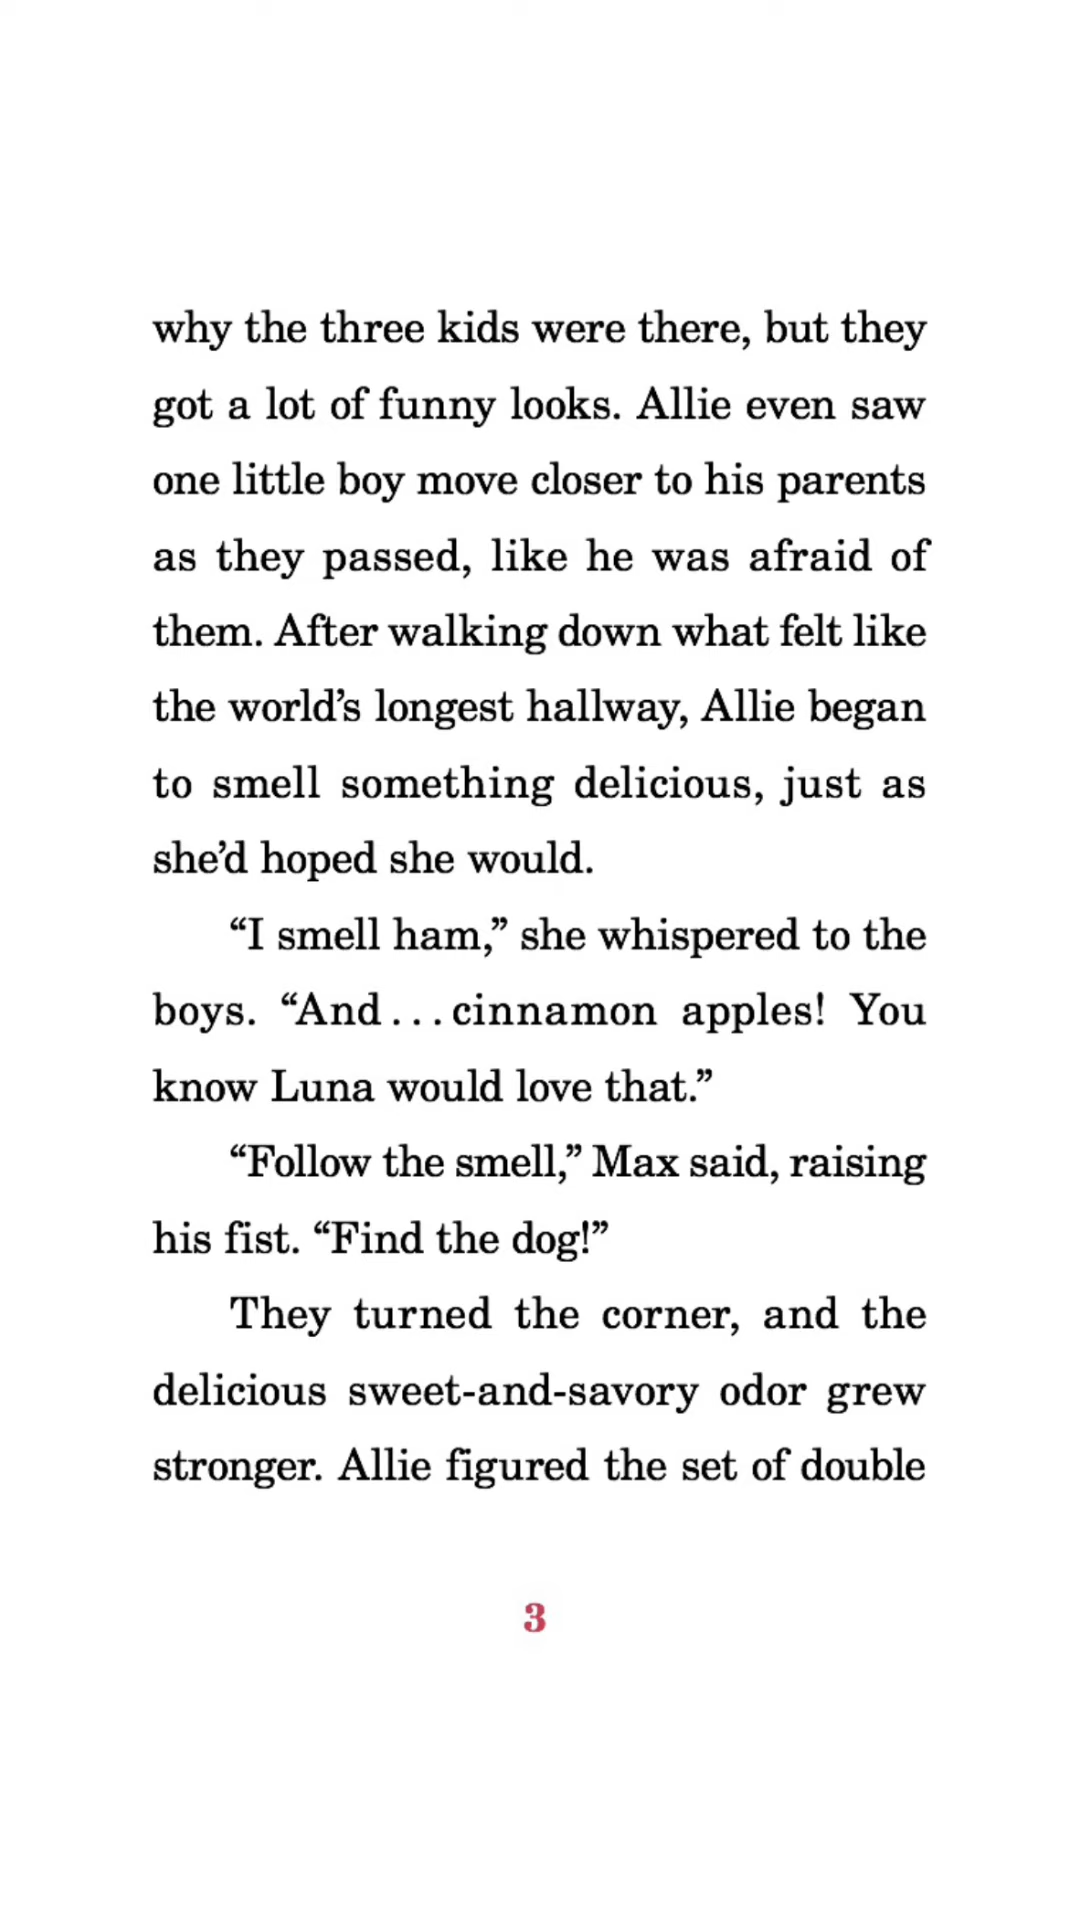 why the three kids were there, but they
got a lot of funny looks. Allie even saw
one little boy move closer to his parents
as they passed, like he was afraid of
them. After walking down what felt like
the world’s longest hallway, Allie began
to smell something delicious, just as
she’d hoped she would.
“I smell ham,” she whispered to the
boys. “And . . . cinnamon apples! You
know Luna would love that.”
“Follow the smell,” Max said, raising
his fist. “Find the dog!”
They turned the corner, and the
delicious sweet-and-savory odor grew
stronger. Allie figured the set of double
3